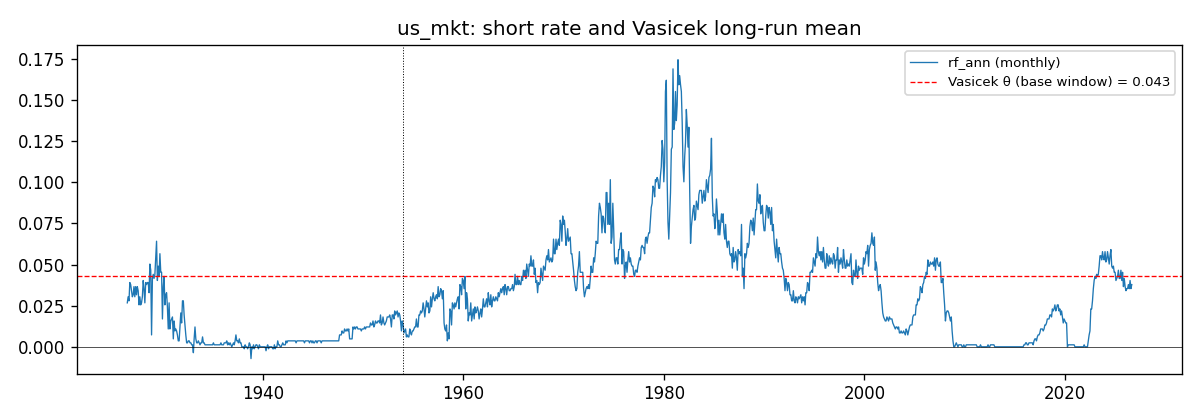 us_mkt: short rate and Vasicek long-run mean
rf_ann (monthly)
Vasicek θ (base window) = 0.043
0.175
0.150
0.125
0.100
0.075
0.050
0.025
0.000
1940 1960 1980 2000 2020